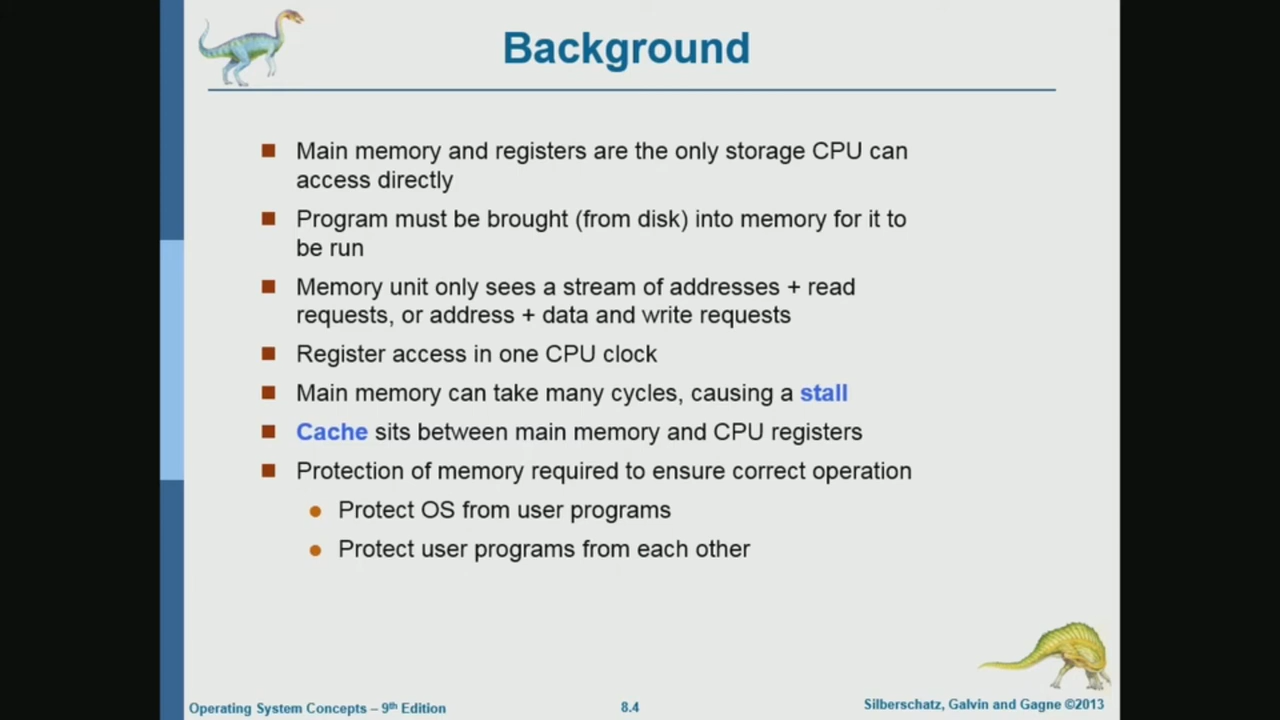 Background
Main memory and registers are the only storage CPU can
access directly
Program must be brought (from disk) into memory for it to
be run
Memory unit only sees a stream of addresses + read
requests, or address + data and write requests
Register access in one CPU clock
Main memory can take many cycles, causing a stall
Cache sits between main memory and CPU registers
Protection of memory required to ensure correct operation
Protect OS from user programs
Protect user programs from each other
Operating System Concepts – 9th Edition
8.4
Silberschatz, Galvin and Gagne ©2013